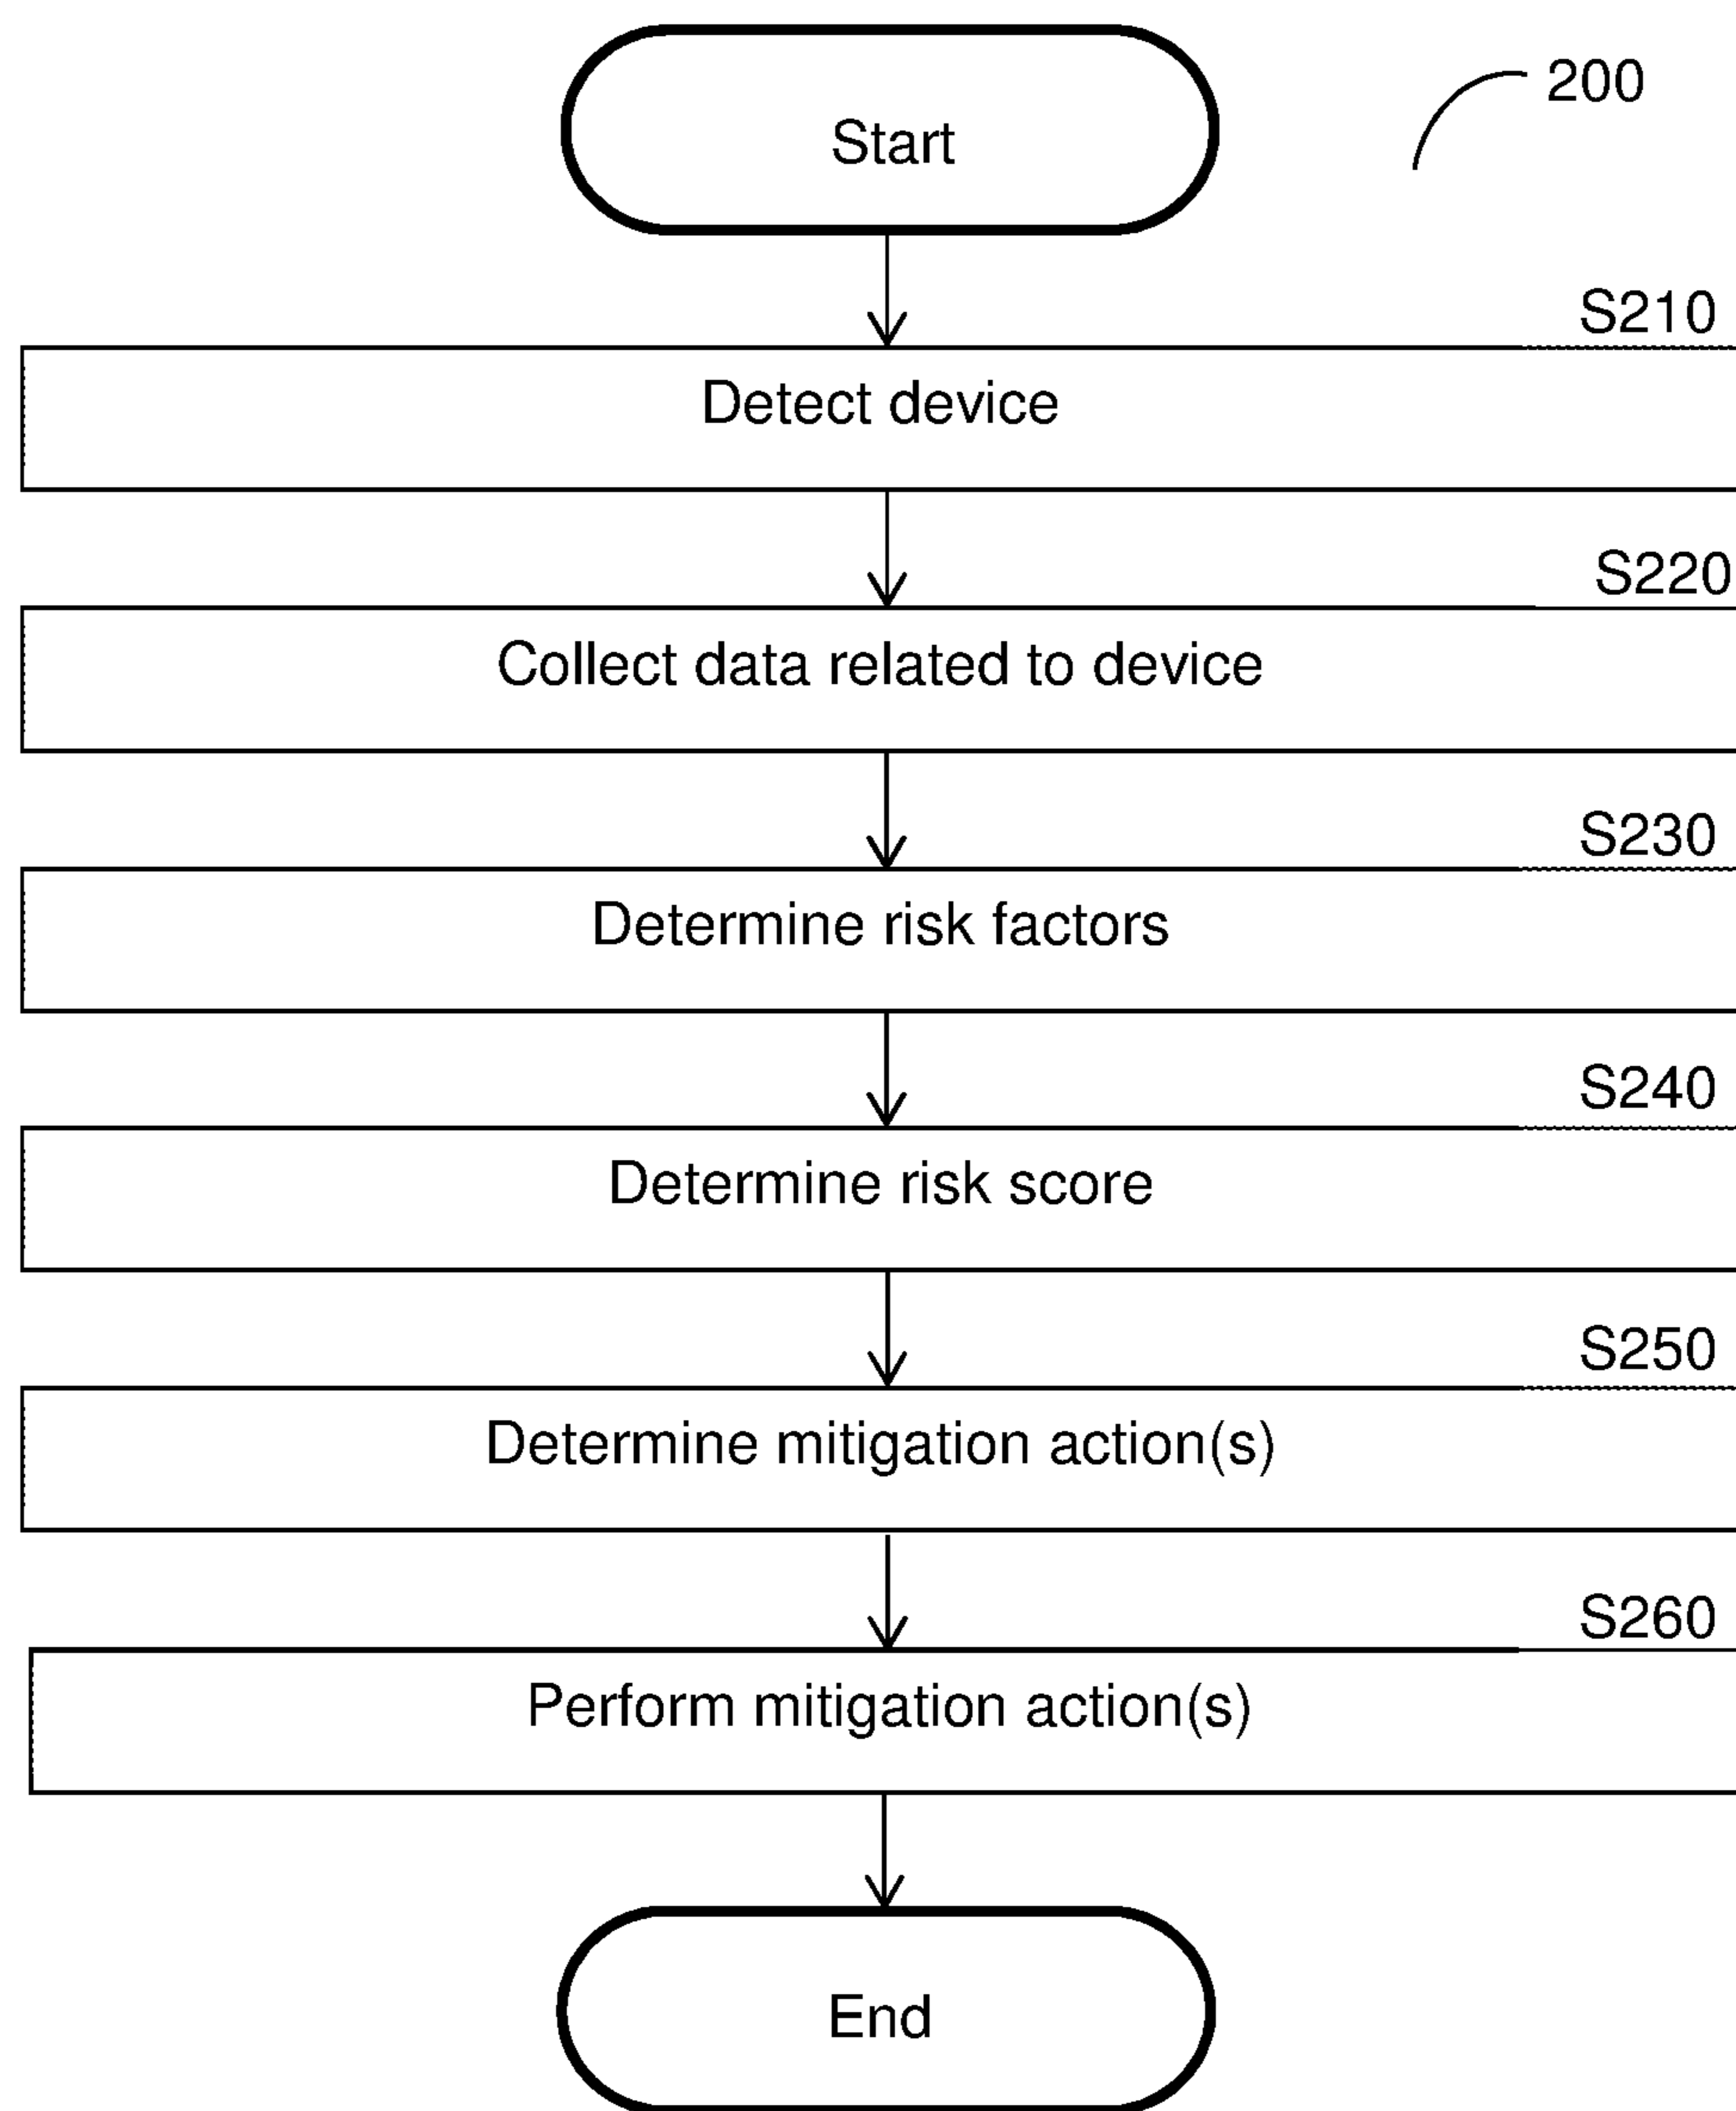 Start
200
S210
Detect device
S220
Collect data related to device
S230
Determine risk factors
S240
Determine risk score
S250
Determine mitigation action(s)
S260
Perform mitigation action(s)
End